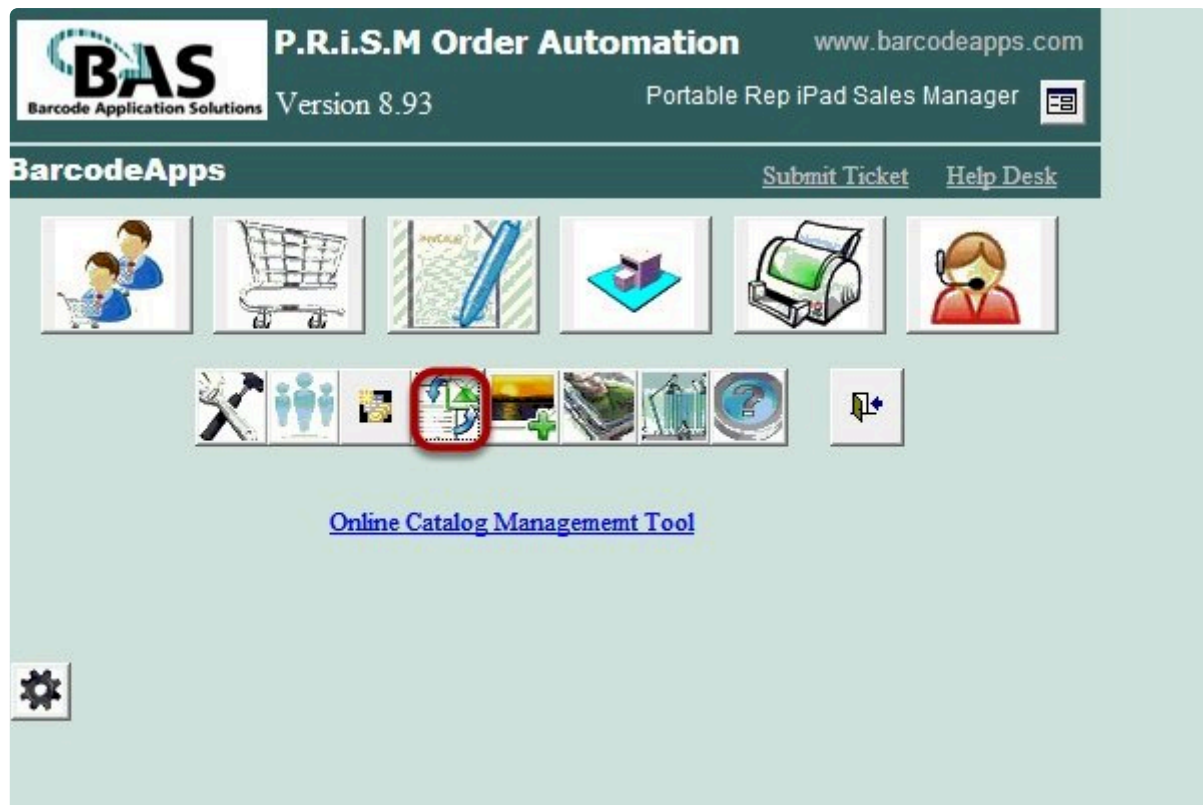 BAS
Barcode Application Solutions
P.R.i.S.M Order Automation
www.barcodeapps.com
Version 8.93
Portable Rep iPad Sales Manager
BarcodeApps
Submit Ticket
Help Desk
INVOICE
?
Online Catalog Managememt Tool